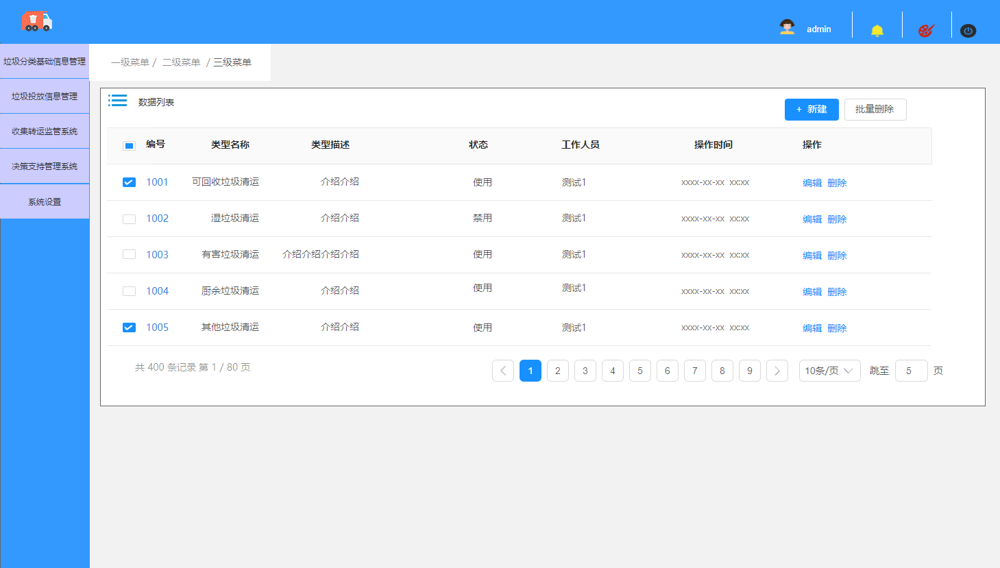 admin
垃圾分类基础信息管理
垃圾投放信息管理
收集转运监管系统
决策支持管理系统
系统设置
一级菜单 / 二级菜单 / 三级菜单
数据列表
+ 新建 批量删除
编号 类型名称 类型描述 状态 工作人员 操作时间 操作
1001 可回收垃圾清运 介绍介绍 使用 测试1 xxxx-xx-xx xx:xx 编辑 删除
1002 湿垃圾清运 介绍介绍 禁用 测试1 xxxx-xx-xx xx:xx 编辑 删除
1003 有害垃圾清运 介绍介绍介绍介绍 使用 测试1 xxxx-xx-xx xx:xx 编辑 删除
1004 厨余垃圾清运 介绍介绍 使用 测试1 xxxx-xx-xx xx:xx 编辑 删除
1005 其他垃圾清运 介绍介绍 使用 测试1 xxxx-xx-xx xx:xx 编辑 删除
共 400 条记录 第 1 / 80 页 1 2 3 4 5 6 7 8 9 10条/页 跳至 5 页